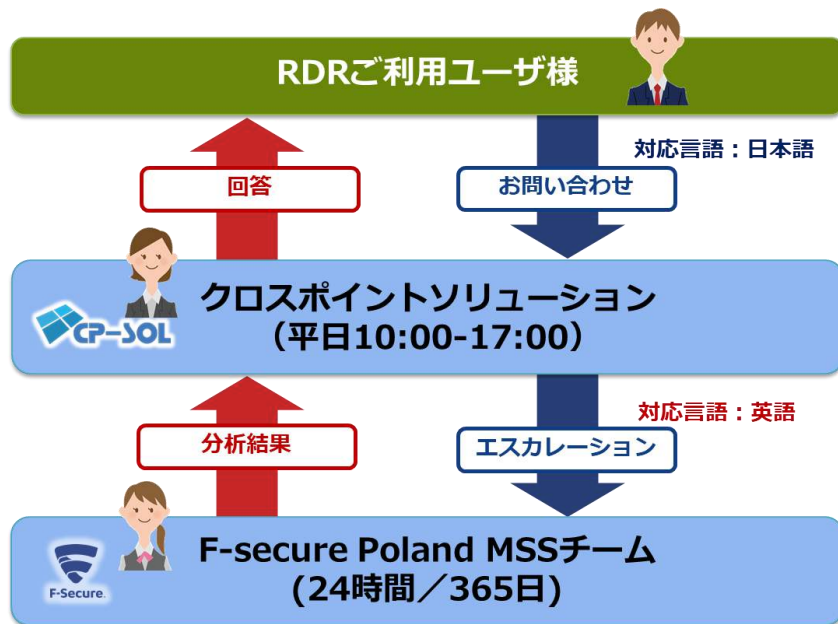 RDRご利用ユーザ様
対応言語：日本語
回答
お問い合わせ
クロスポイントソリューション
CP-SOL
（平日10:00-17:00）
対応言語：英語
分析結果
エスカレーション
F-secure Poland MSSチーム
(24時間／365日)
F-Secure.